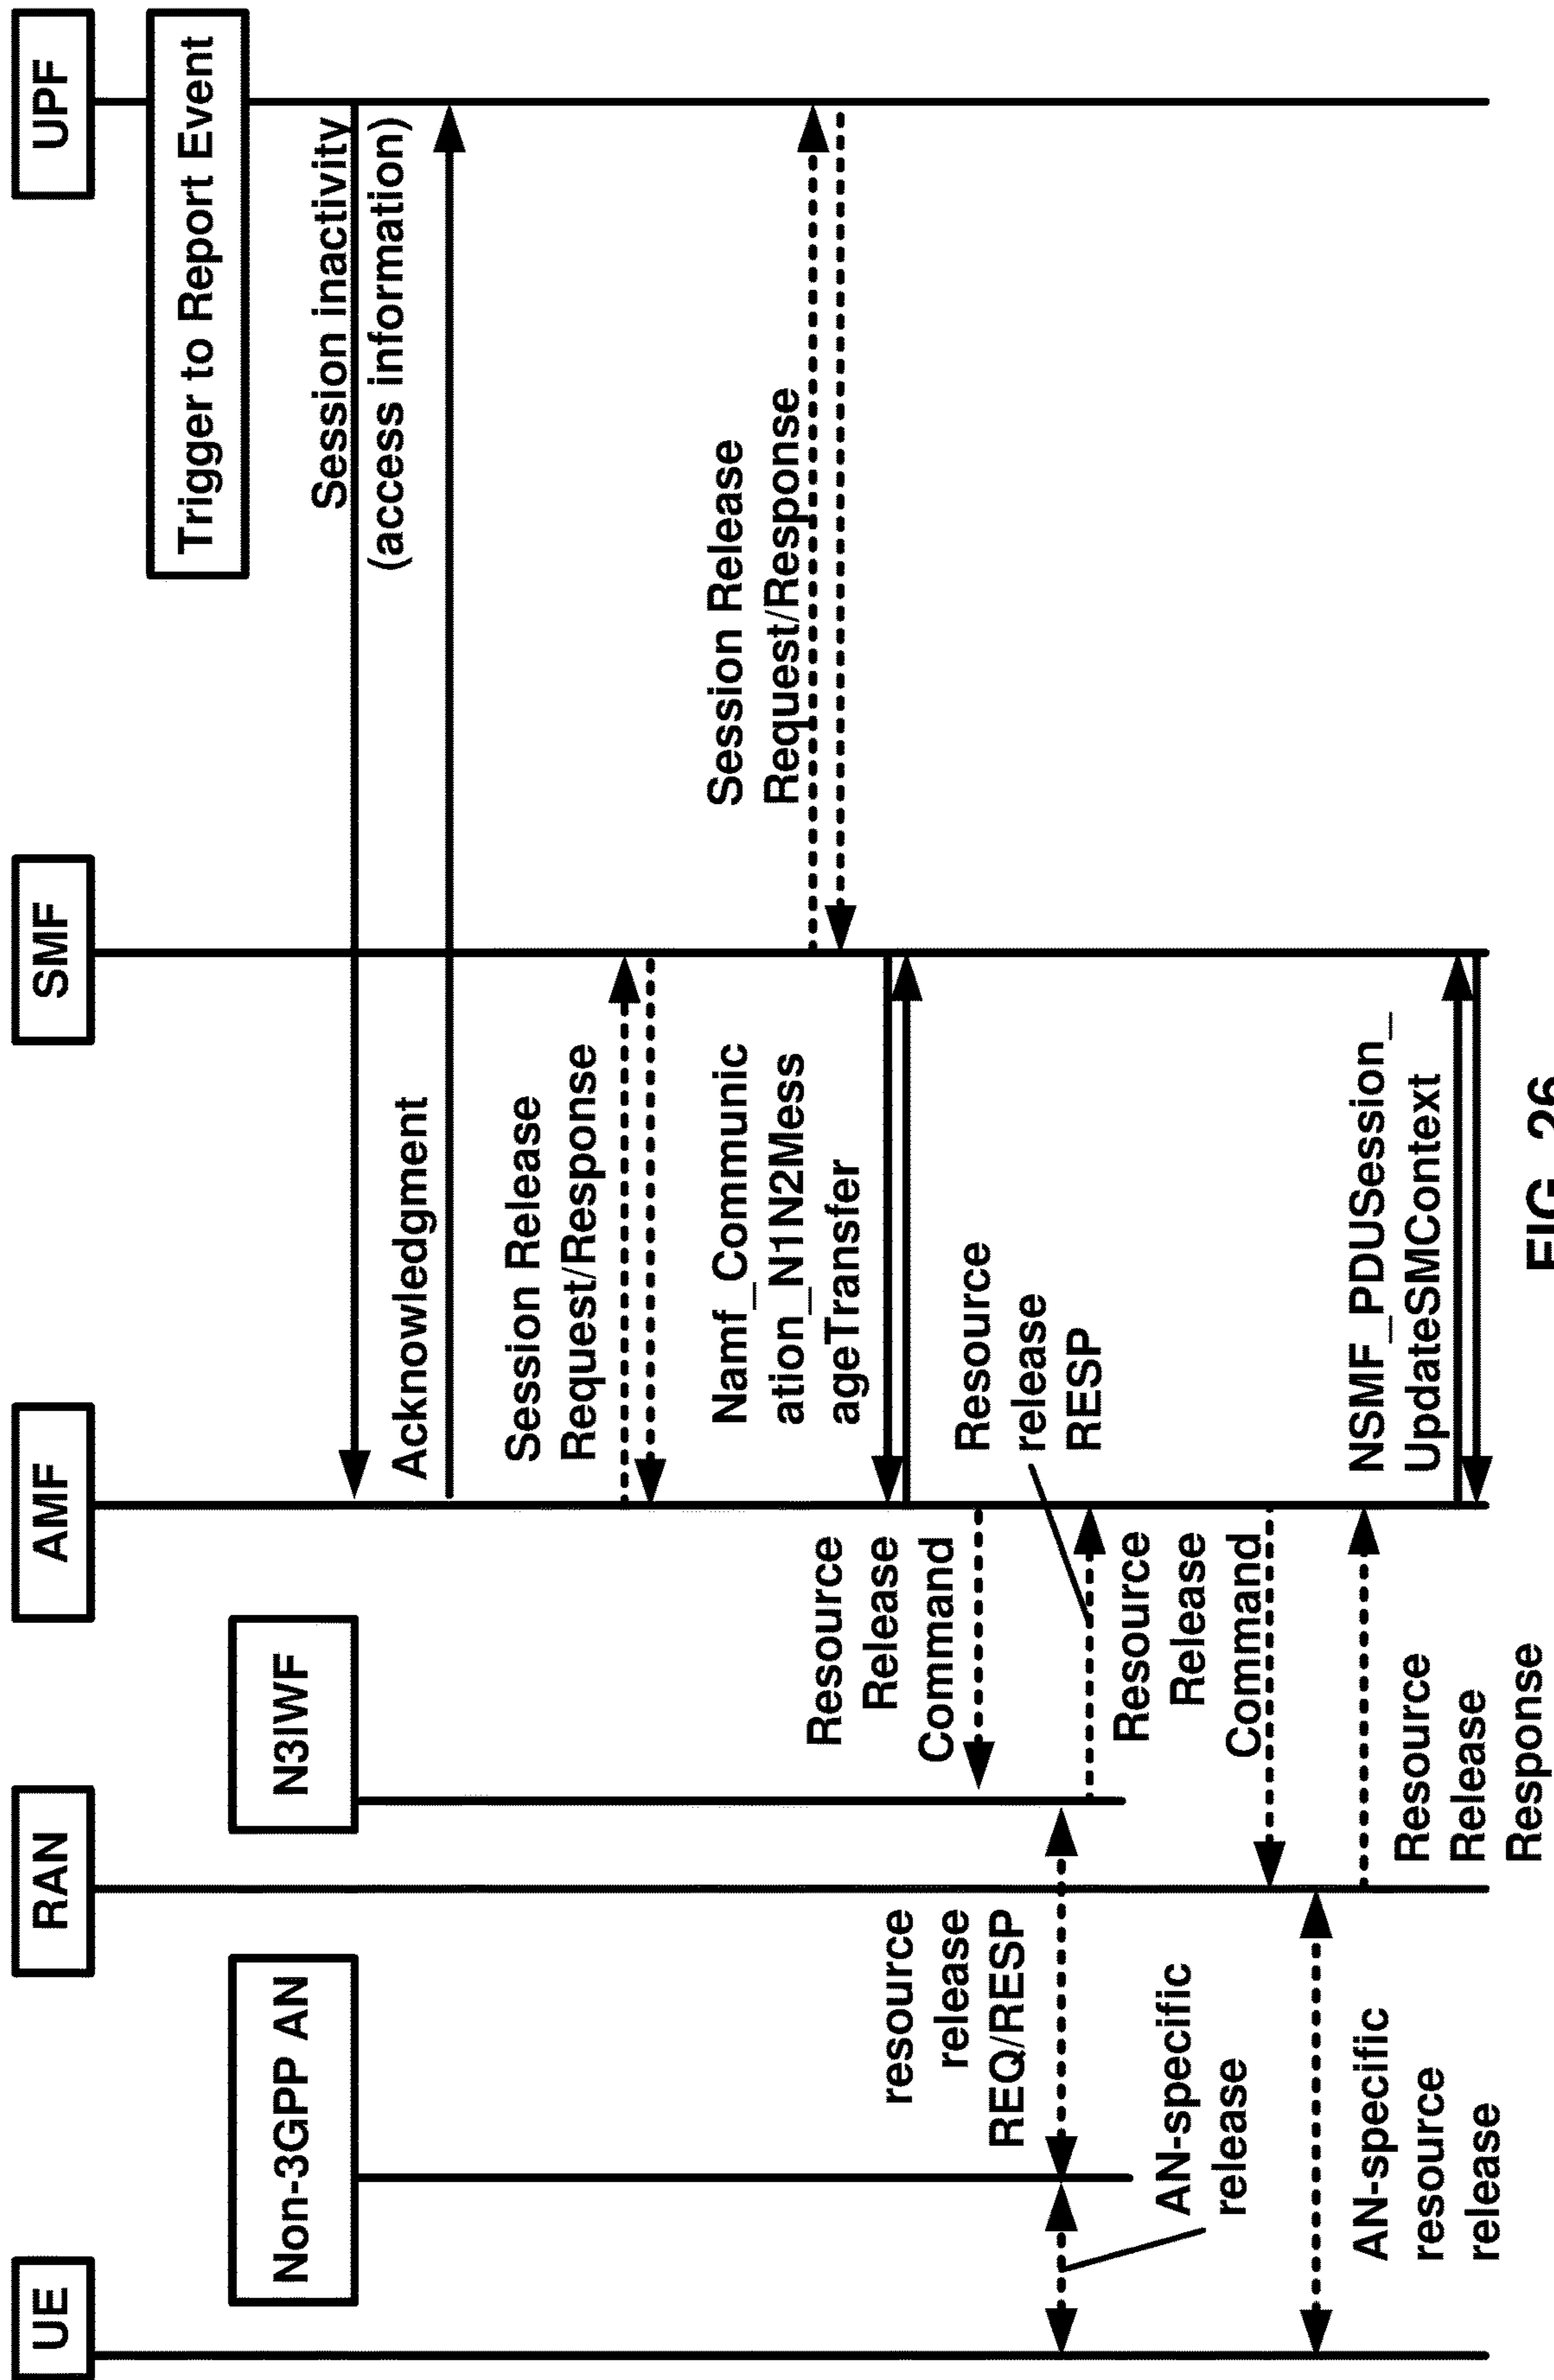 UE
RAN
AMF
SMF
UPF
Non-3GPP AN
N3IWF
Trigger to Report Event
Session inactivity
(access information)
Acknowledgment
Session Release
Request/Response
Session Release
Request/Response
Namf_Communic
ation_N1N2Mess
ageTransfer
Resource
Release
Command
resource
release
REQ/RESP
Resource
release
RESP
AN-specific
release
Resource
Release
Command
AN-specific
resource
release
Resource
Release
Response
NSMF_PDUSession_
UpdateSMContext
FIG. 26